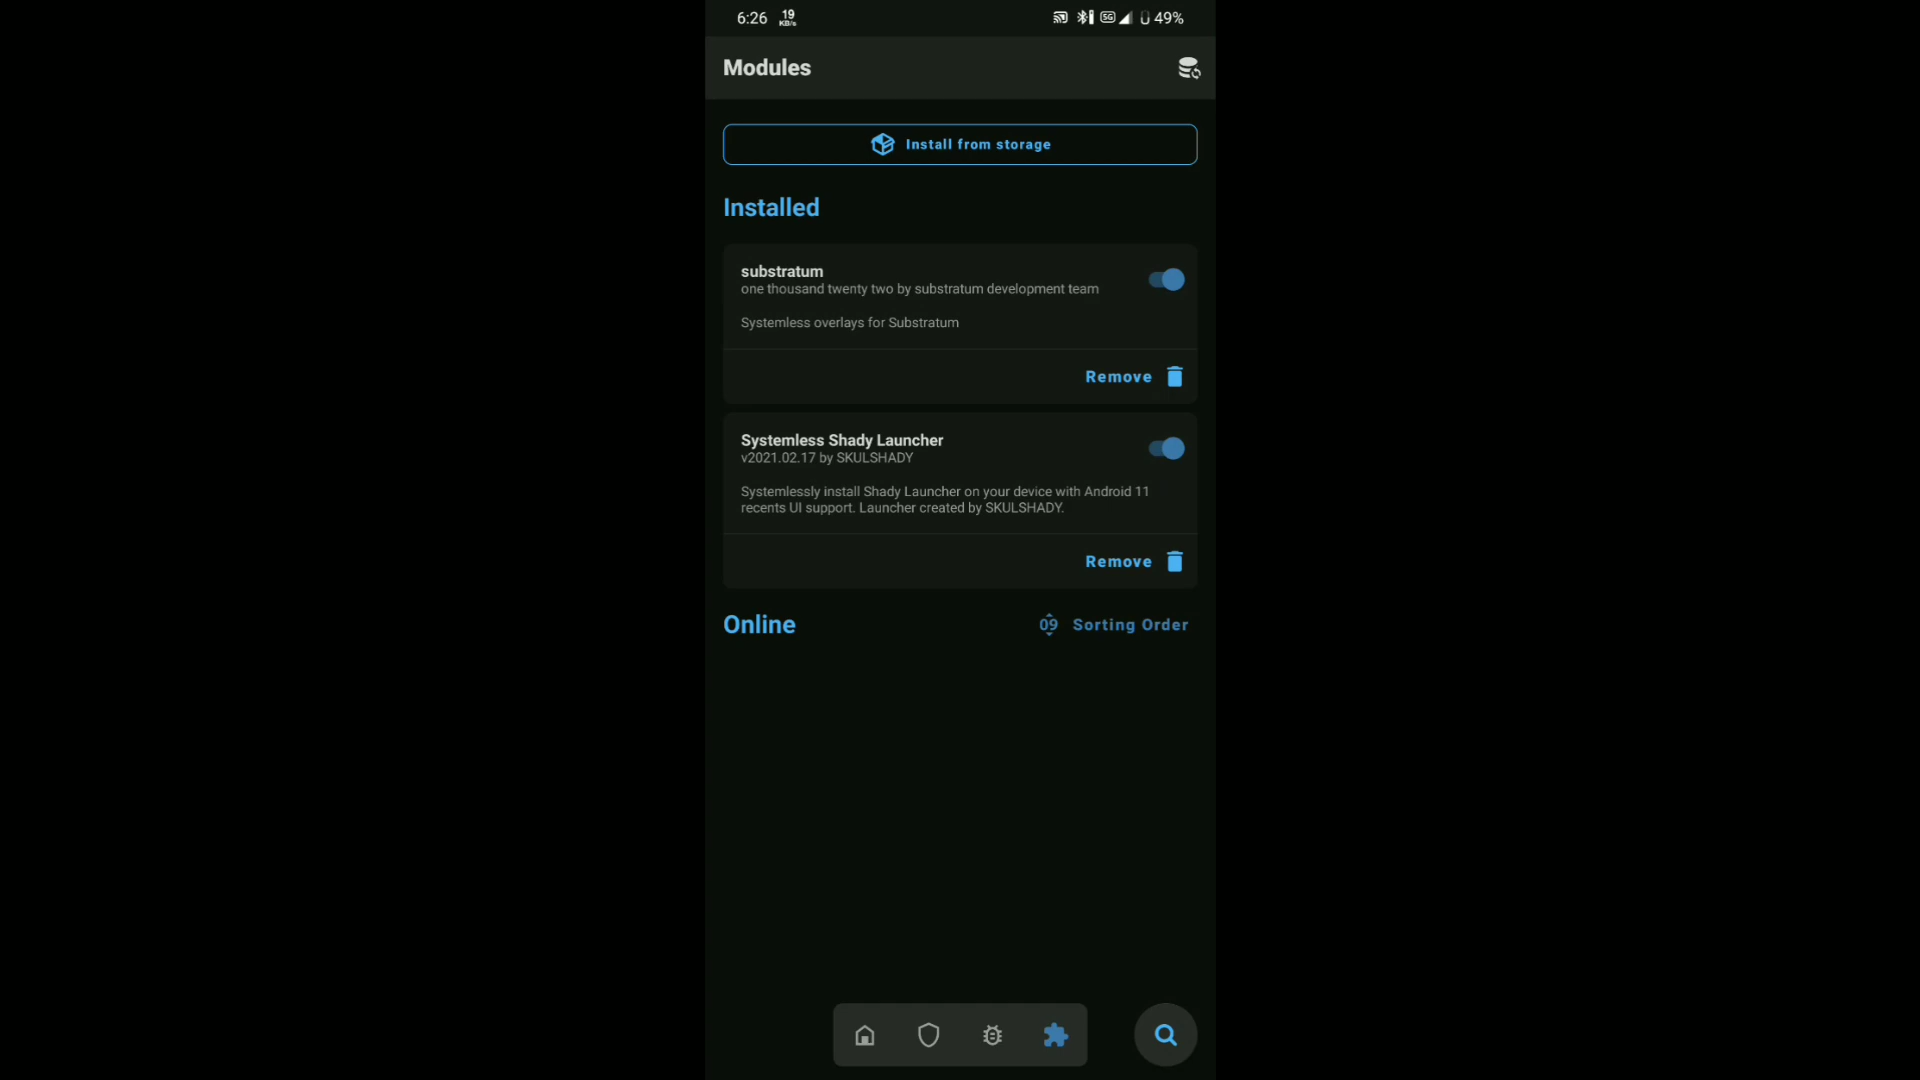 6:26 19 KB/s 5G 49%
Modules
Install from storage
Installed
substratum
one thousand twenty two by substratum development team
Systemless overlays for Substratum
Remove
Systemless Shady Launcher
v2021.02.17 by SKULSHADY
Systemlessly install Shady Launcher on your device with Android 11
recents UI support. Launcher created by SKULSHADY.
Remove
Online 09 Sorting Order